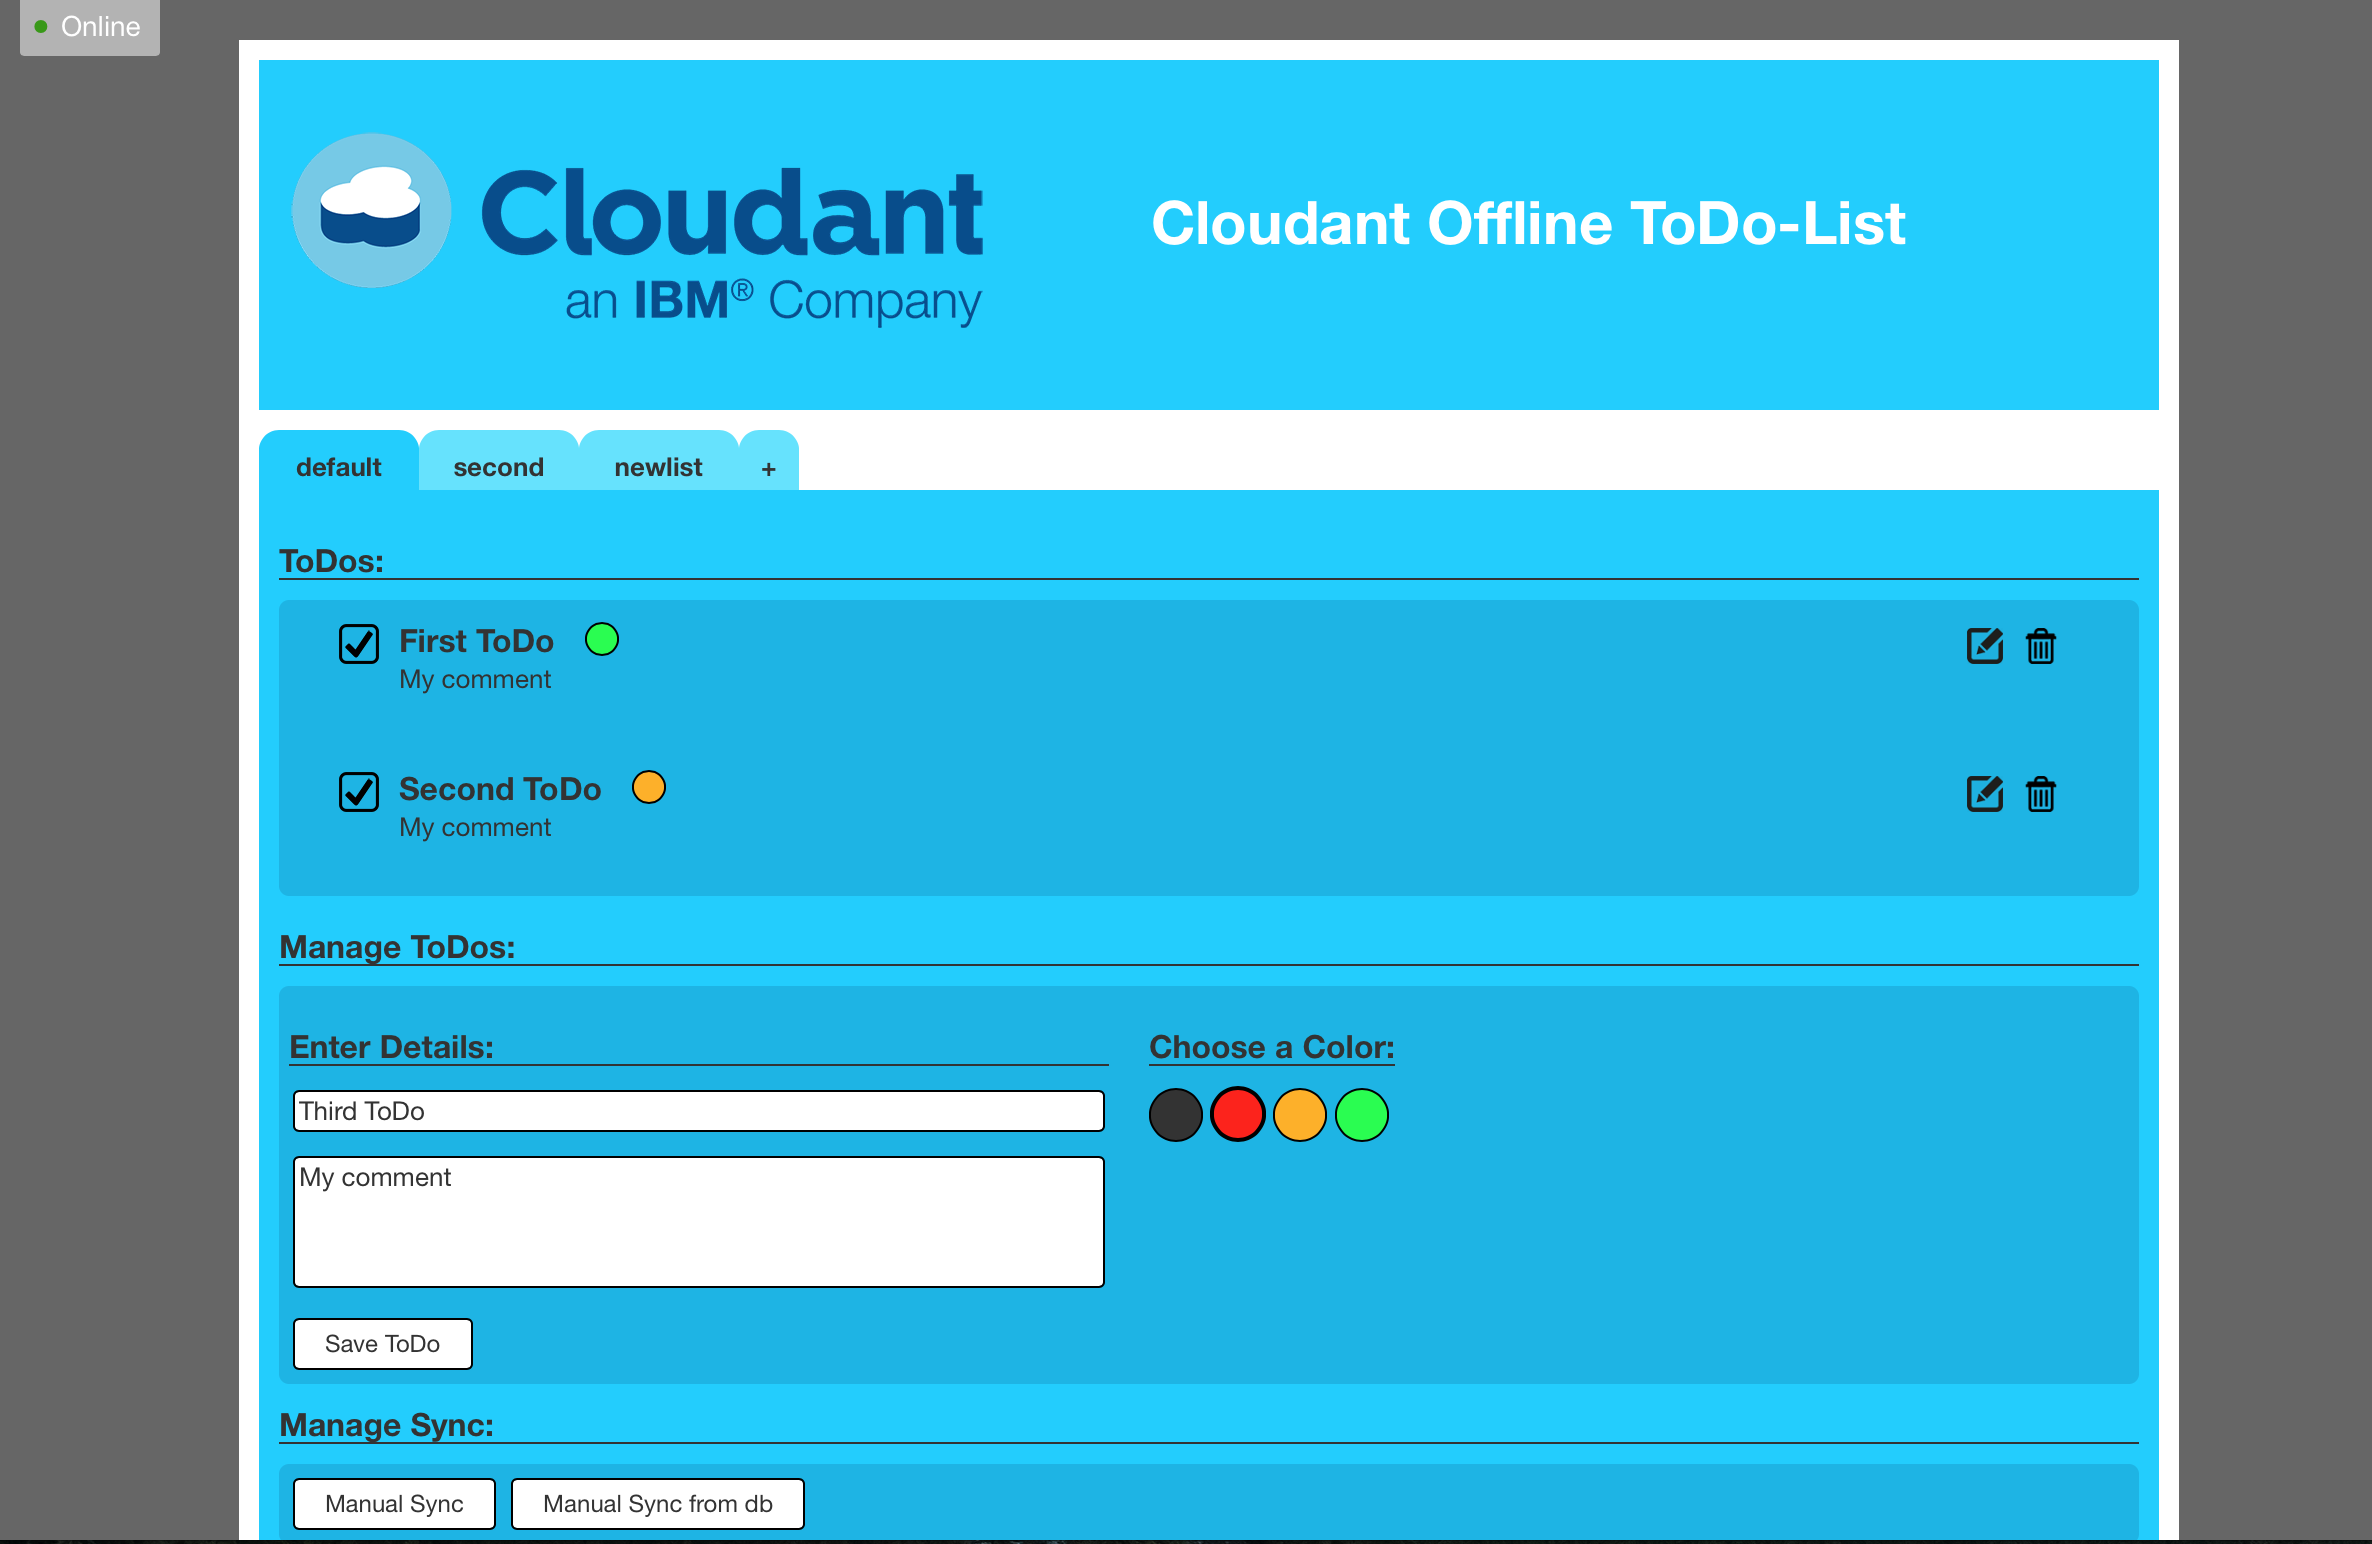 Online
Cloudant
an IBM® Company
Cloudant Offline ToDo-List
default
second
newlist
+
ToDos:
First ToDo
My comment
Second ToDo
My comment
Manage ToDos:
Enter Details:
Choose a Color:
Third ToDo
My comment
Save ToDo
Manage Sync:
Manual Sync
Manual Sync from db